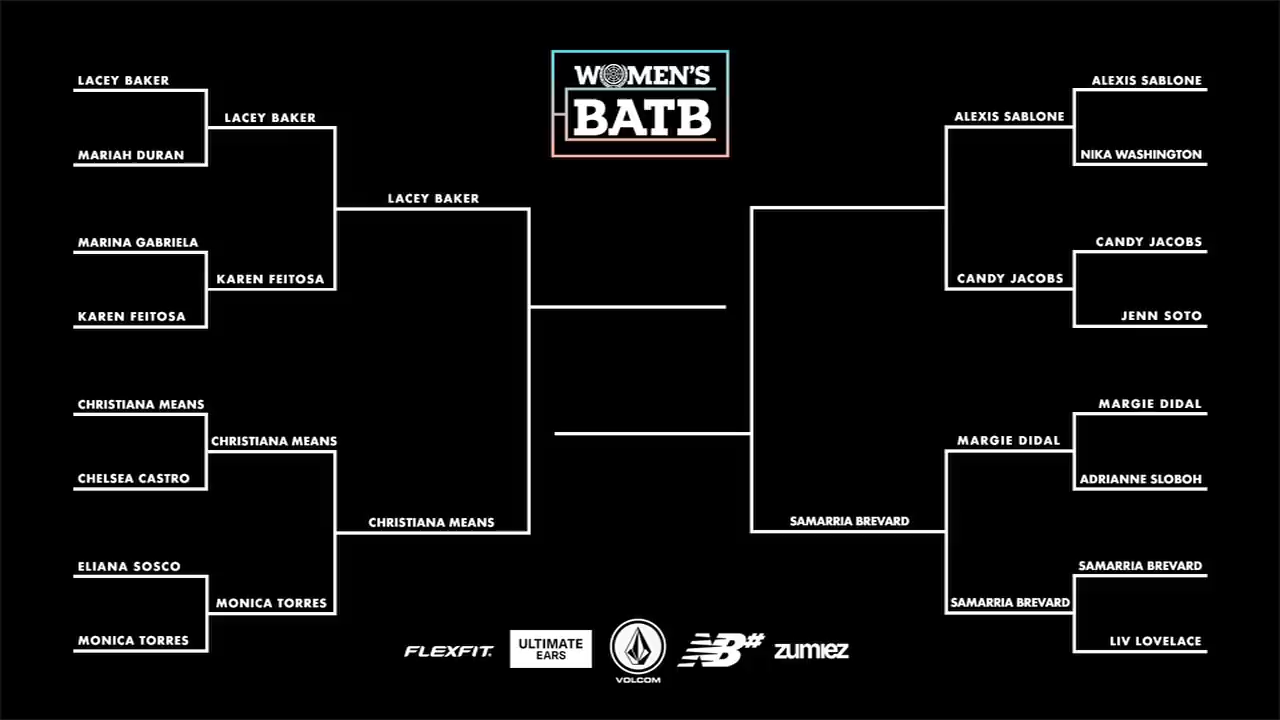 WOMEN'S
BATB
LACEY BAKER
MARIAH DURAN
MARINA GABRIELA
KAREN FEITOSA
CHRISTIANA MEANS
CHELSEA CASTRO
ELIANA SOSCO
MONICA TORRES
LACEY BAKER
KAREN FEITOSA
CHRISTIANA MEANS
MONICA TORRES
LACEY BAKER
CHRISTIANA MEANS
SAMARRIA BREVARD
ALEXIS SABLONE
CANDY JACOBS
MARGIE DIDAL
SAMARRIA BREVARD
ALEXIS SABLONE
NIKA WASHINGTON
CANDY JACOBS
JENN SOTO
MARGIE DIDAL
ADRIANNE SLOBOH
SAMARRIA BREVARD
LIV LOVELACE
FLEXFIT
ULTIMATE
EARS
VOLCOM
NB#
zumiez